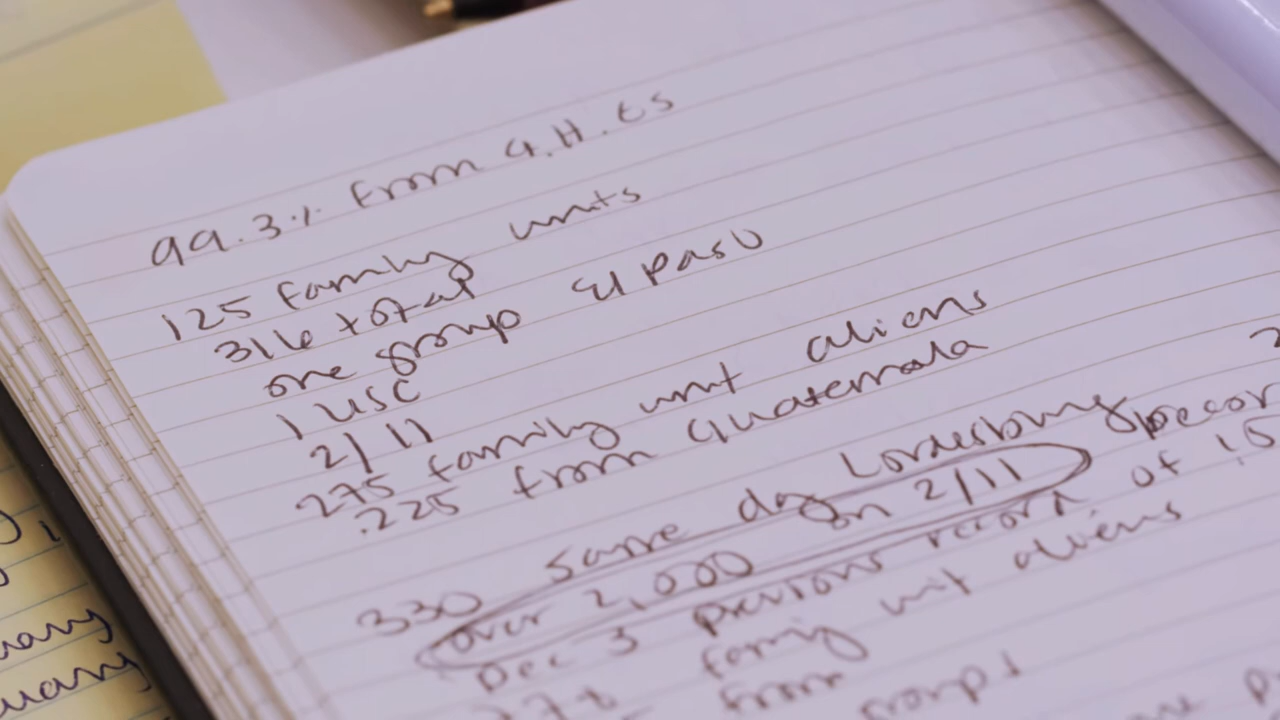 99.3% From G.H.ES
125 family units
316 total
one group El Paso
1 USC
2/11
275 family unit aliens
225 from Guatemala
330 same day Lordsburg
over 2,000 on 2/11
Dec 3 previous record of
family unit aliens
from
groups